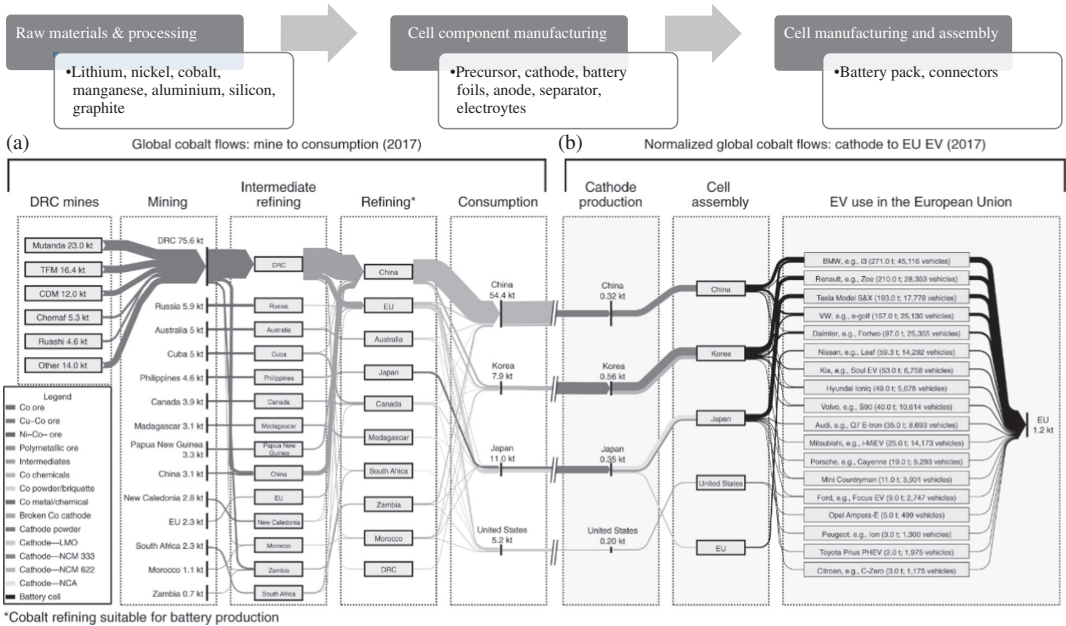 Raw materials & processing
Cell component manufacturing
Cell manufacturing and assembly
•Lithium, nickel, cobalt,
manganese, aluminium, silicon,
graphite
•Precursor, cathode, battery
foils, anode, separator,
electroytes
•Battery pack, connectors
(a)
Global cobalt flows: mine to consumption (2017)
(b)
Normalized global cobalt flows: cathode to EU EV (2017)
DRC mines
Mining
Intermediate
refining
Refining*
Consumption
Cathode
production
Cell
assembly
EV use in the European Union
Mutanda 23.0 kt
TFM 16.4 kt
CDM 12.0 kt
Chemaf 5.3 kt
Ruashi 4.6 kt
Other 14.0 kt
Legend
Co ore
Cu–Co ore
Ni–Co– ore
Polymetallic ore
Intermediates
Co chemicals
Co powder/briquette
Co metal/chemical
Broken Co cathode
Cathode powder
Cathode—LMO
Cathode—NCM 333
Cathode—NCM 622
Cathode—NCA
Battery cell
DRC 75.6 kt
Russia 5.9 kt
Australia 5 kt
Cuba 5 kt
Philippines 4.6 kt
Canada 3.9 kt
Madagascar 3.1 kt
Papua New Guinea
3.3 kt
China 3.1 kt
New Caledonia 2.8 kt
EU 2.3 kt
South Africa 2.3 kt
Morocco 1.1 kt
Zambia 0.7 kt
DRC
Russia
Australia
Cuba
Philippines
Canada
Madagascar
Papua New
Guinea
China
EU
New Caledonia
Morocco
Zambia
South Africa
China
EU
Australia
Japan
Canada
Madagascar
South Africa
Zambia
Morocco
DRC
China
54.4 kt
Korea
7.9 kt
Japan
11.0 kt
United States
5.2 kt
China
0.32 kt
Korea
0.56 kt
Japan
0.35 kt
United States
0.20 kt
China
Korea
Japan
United States
EU
BMW, e.g., i3 (271.0 t; 45,116 vehicles)
Renault, e.g., Zoe (210.0 t; 28,353 vehicles)
Tesla Model S&X (193.0 t; 17,778 vehicles)
VW, e.g., e-golf (157.0 t; 25,130 vehicles)
Daimler, e.g., Fortwo (97.0 t; 25,355 vehicles)
Nissan, e.g., Leaf (59.3 t; 14,292 vehicles)
Kia, e.g., Soul EV (53.0 t; 8,758 vehicles)
Hyundai Ioniq (49.0 t; 5,678 vehicles)
Volvo, e.g., S90 (40.0 t; 10,614 vehicles)
Audi, e.g., Q7 E-tron (35.0 t; 8,693 vehicles)
Mitsubishi, e.g., i-MiEV (25.0 t; 14,173 vehicles)
Porsche, e.g., Cayenne (19.0 t; 5,293 vehicles)
Mini Countryman (11.0 t; 3,901 vehicles)
Ford, e.g., Focus EV (9.0 t; 2,747 vehicles)
Opel Ampera-E (5.0 t; 499 vehicles)
Peugeot, e.g., Ion (3.0 t; 1,300 vehicles)
Toyota Prius PHEV (2.0 t; 1,975 vehicles)
Citroen, e.g., C-Zero (3.0 t; 1,175 vehicles)
EU
1.2 kt
*Cobalt refining suitable for battery production